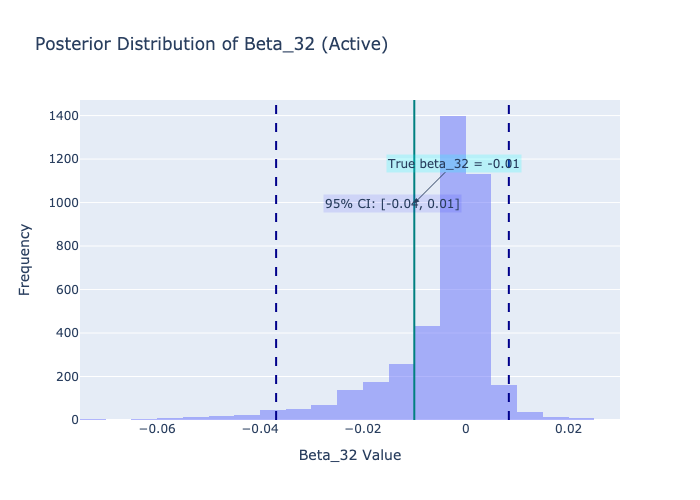 Posterior Distribution of Beta_32 (Active)
1400
1200
1000
800
600
400
200
0
True beta_32 = -0.01
95% CI: [-0.04, 0.01]
−0.06
−0.04
−0.02
0
0.02
Frequency
Beta_32 Value